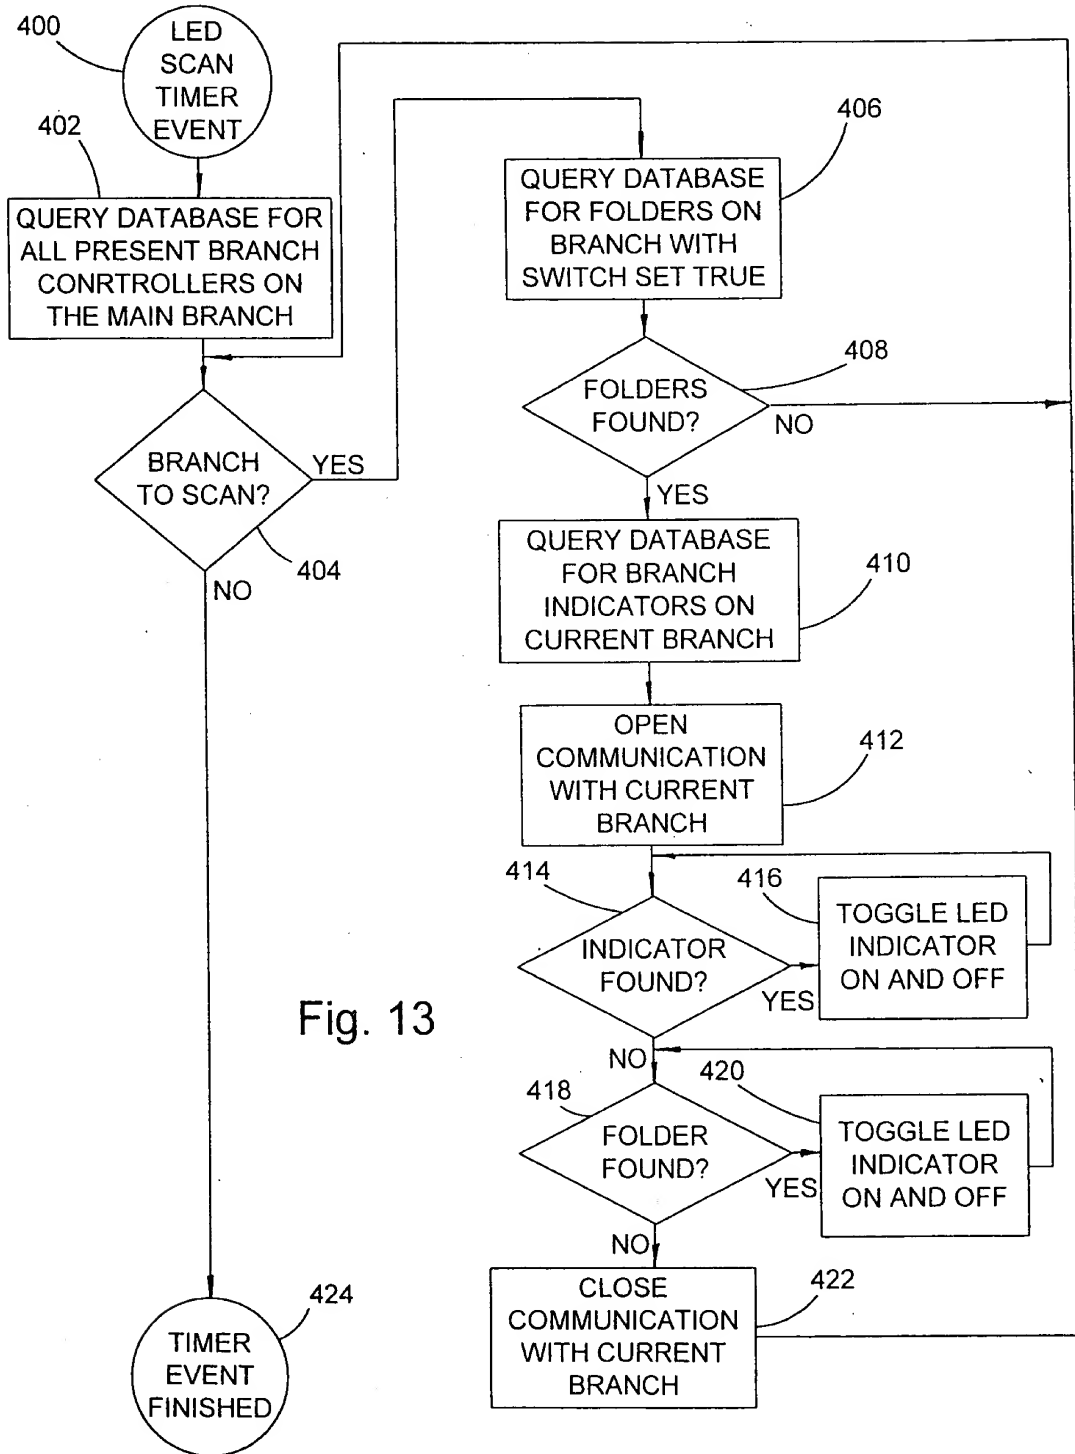 400
LED
SCAN
TIMER
EVENT
402
QUERY DATABASE FOR
ALL PRESENT BRANCH
CONRTROLLERS ON
THE MAIN BRANCH
BRANCH
TO SCAN?
YES
404
NO
406
QUERY DATABASE
FOR FOLDERS ON
BRANCH WITH
SWITCH SET TRUE
408
FOLDERS
FOUND?
NO
YES
QUERY DATABASE
FOR BRANCH
INDICATORS ON
CURRENT BRANCH
410
OPEN
COMMUNICATION
WITH CURRENT
BRANCH
412
414
INDICATOR
FOUND?
YES
416
TOGGLE LED
INDICATOR
ON AND OFF
NO
418
FOLDER
FOUND?
YES
420
TOGGLE LED
INDICATOR
ON AND OFF
NO
CLOSE
COMMUNICATION
WITH CURRENT
BRANCH
422
424
TIMER
EVENT
FINISHED
Fig. 13